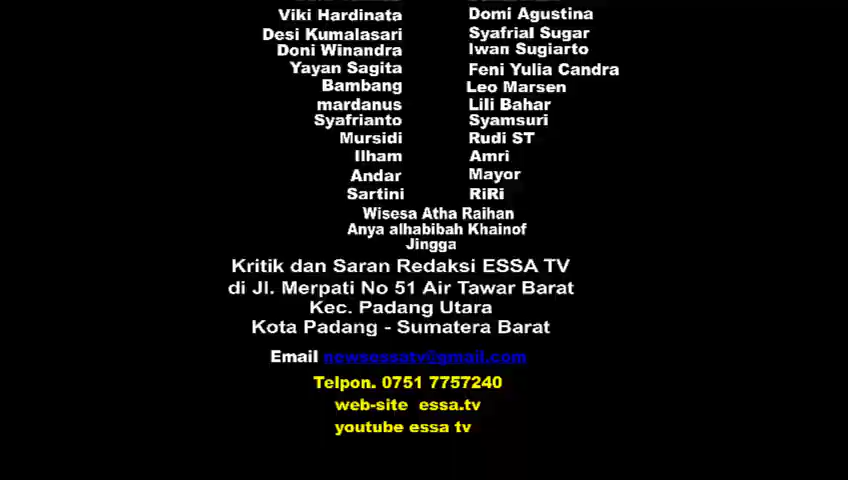 Viki Hardinata Domi Agustina
Desi Kumalasari Syafrial Sugar
Doni Winandra Iwan Sugiarto
Yayan Sagita Feni Yulia Candra
Bambang Leo Marsen
mardanus Lili Bahar
Syafrianto Syamsuri
Mursidi Rudi ST
Ilham Amri
Andar Mayor
Sartini RiRi
Wisesa Atha Raihan
Anya alhabibah Khainof
Jingga
Kritik dan Saran Redaksi ESSA TV
di Jl. Merpati No 51 Air Tawar Barat
Kec. Padang Utara
Kota Padang - Sumatera Barat
Email newsessatv@gmail.com
Telpon. 0751 7757240
web-site essa.tv
youtube essa tv